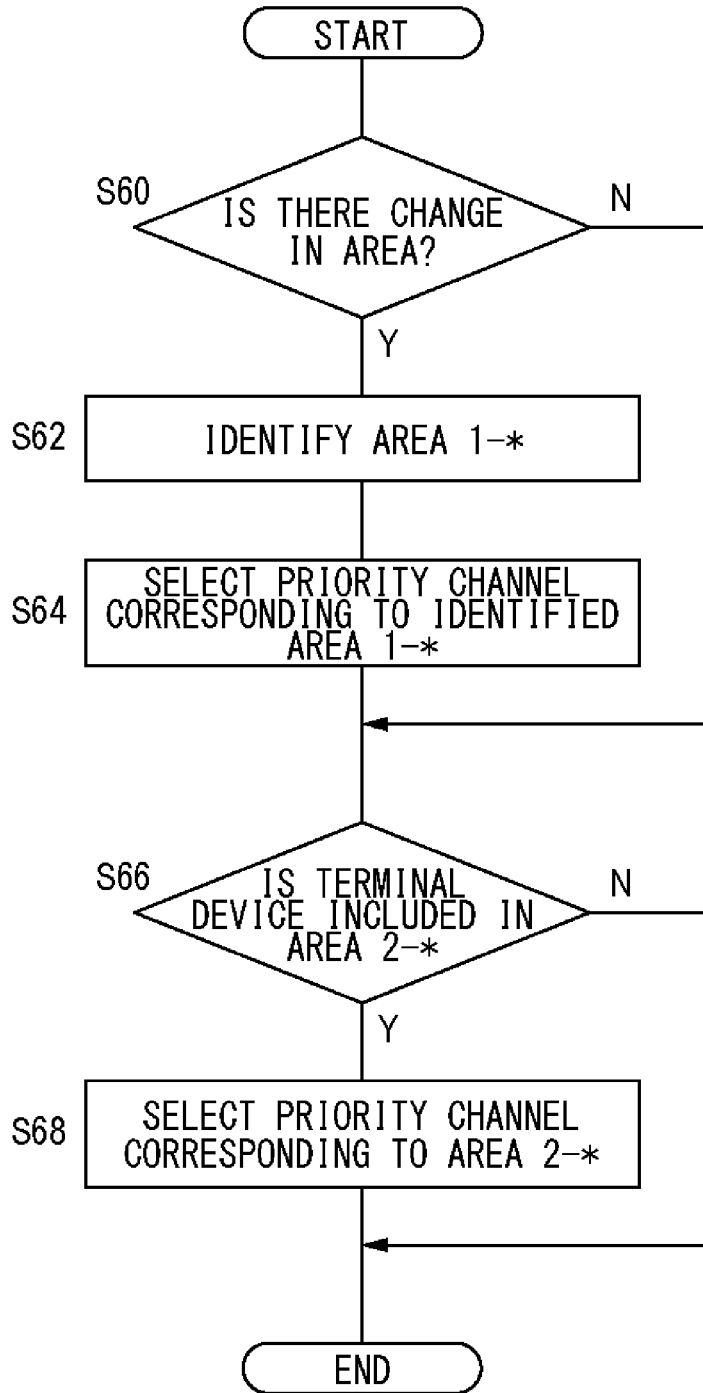 START
S60
IS THERE CHANGE
IN AREA?
N
Y
S62
IDENTIFY AREA 1-*
S64
SELECT PRIORITY CHANNEL
CORRESPONDING TO IDENTIFIED
AREA 1-*
S66
IS TERMINAL
DEVICE INCLUDED IN
AREA 2-*
N
Y
S68
SELECT PRIORITY CHANNEL
CORRESPONDING TO AREA 2-*
END